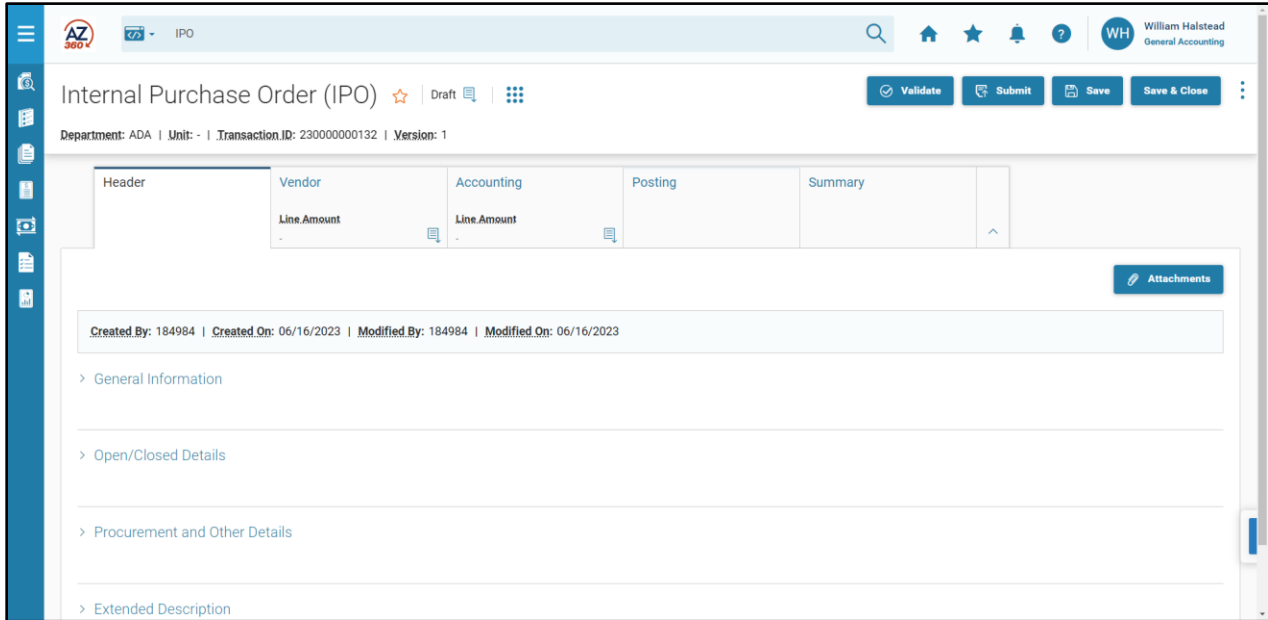 AZ
360
IPO
?
WH
William Halstead
General Accounting
Internal Purchase Order (IPO)
Draft
Validate
Submit
Save
Save & Close
Department: ADA | Unit: - | Transaction ID: 230000000132 | Version: 1
Header
Vendor
Accounting
Posting
Summary
Line Amount
-
Line Amount
-
Attachments
Created By: 184984 | Created On: 06/16/2023 | Modified By: 184984 | Modified On: 06/16/2023
General Information
Open/Closed Details
Procurement and Other Details
Extended Description